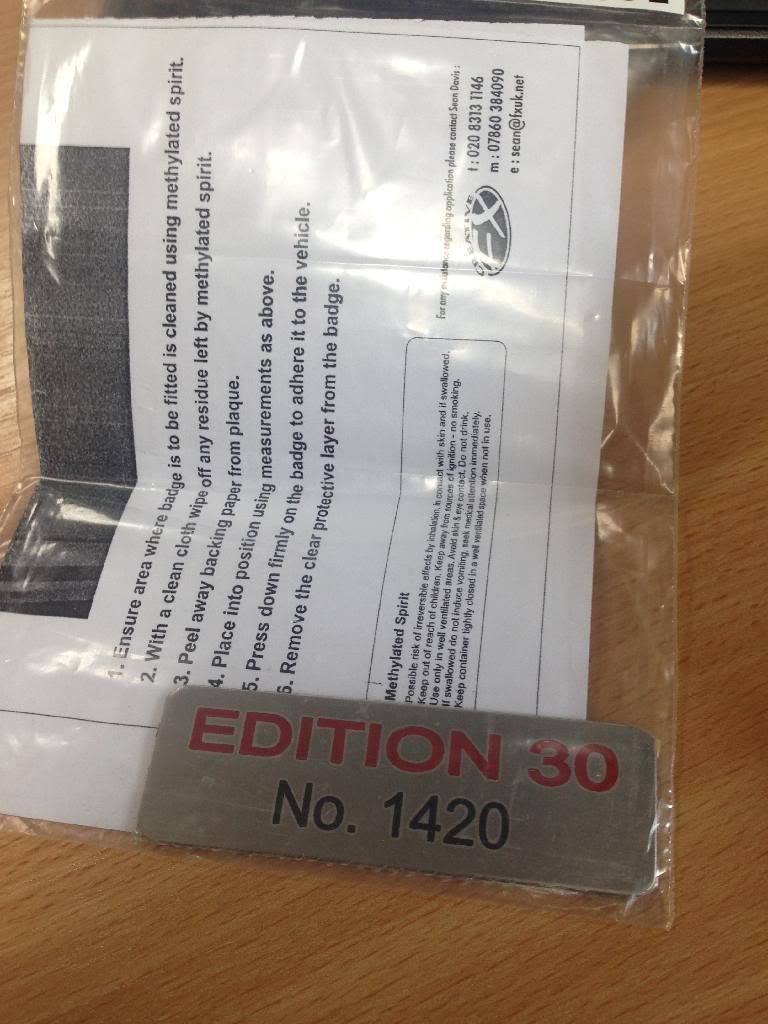 1. Ensure area where badge is to be fitted is cleaned using methylated spirit.
2. With a clean cloth wipe off any residue left by methylated spirit.
3. Peel away backing paper from plaque.
4. Place into position using measurements as above.
5. Press down firmly on the badge to adhere it to the vehicle.
6. Remove the clear protective layer from the badge.
Methylated Spirit
Possible risk of irreversible effects by inhalation, in contact with skin and if swallowed.
Keep out of reach of children. Keep away from sources of ignition - no smoking.
Use only in well ventilated areas. Avoid skin & eye contact. Do not drink.
If swallowed do not induce vomiting, seek medical attention immediately.
Keep container tightly closed in a well ventilated space when not in use.
For any assistance regarding application please contact Sean Davis :
CREATIVE
FX
t : 020 8313 1146
m : 07860 384090
e : sean@fxuk.net
EDITION 30
No. 1420